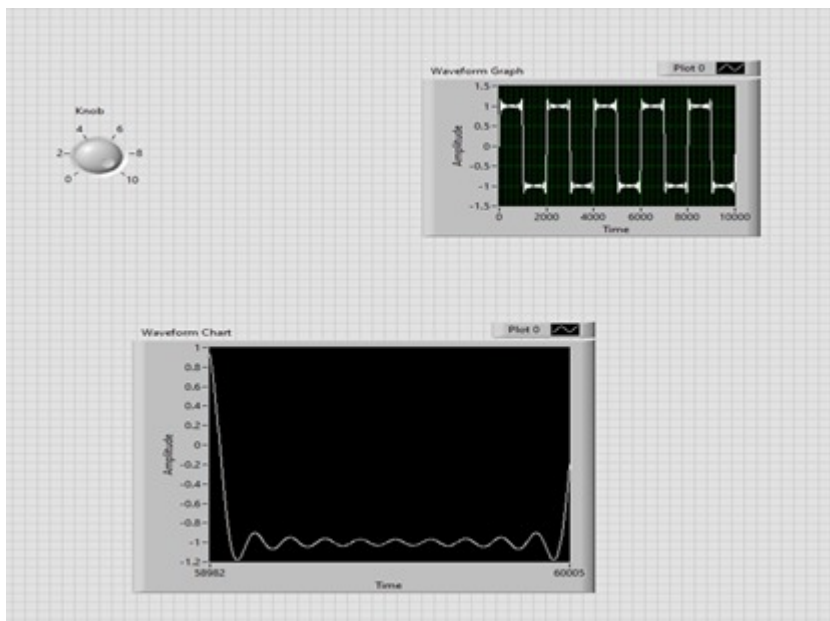 Knob
4 6
2 8
0 10
Waveform Graph
Plot 0
1.5
1
0.5
0
-0.5
-1
-1.5
Amplitude
0 2000 4000 6000 8000 10000
Time
Waveform Chart
Plot 0
1
0.8
0.6
0.4
0.2
0
-0.2
-0.4
-0.6
-0.8
-1
-1.2
Amplitude
58982 60005
Time